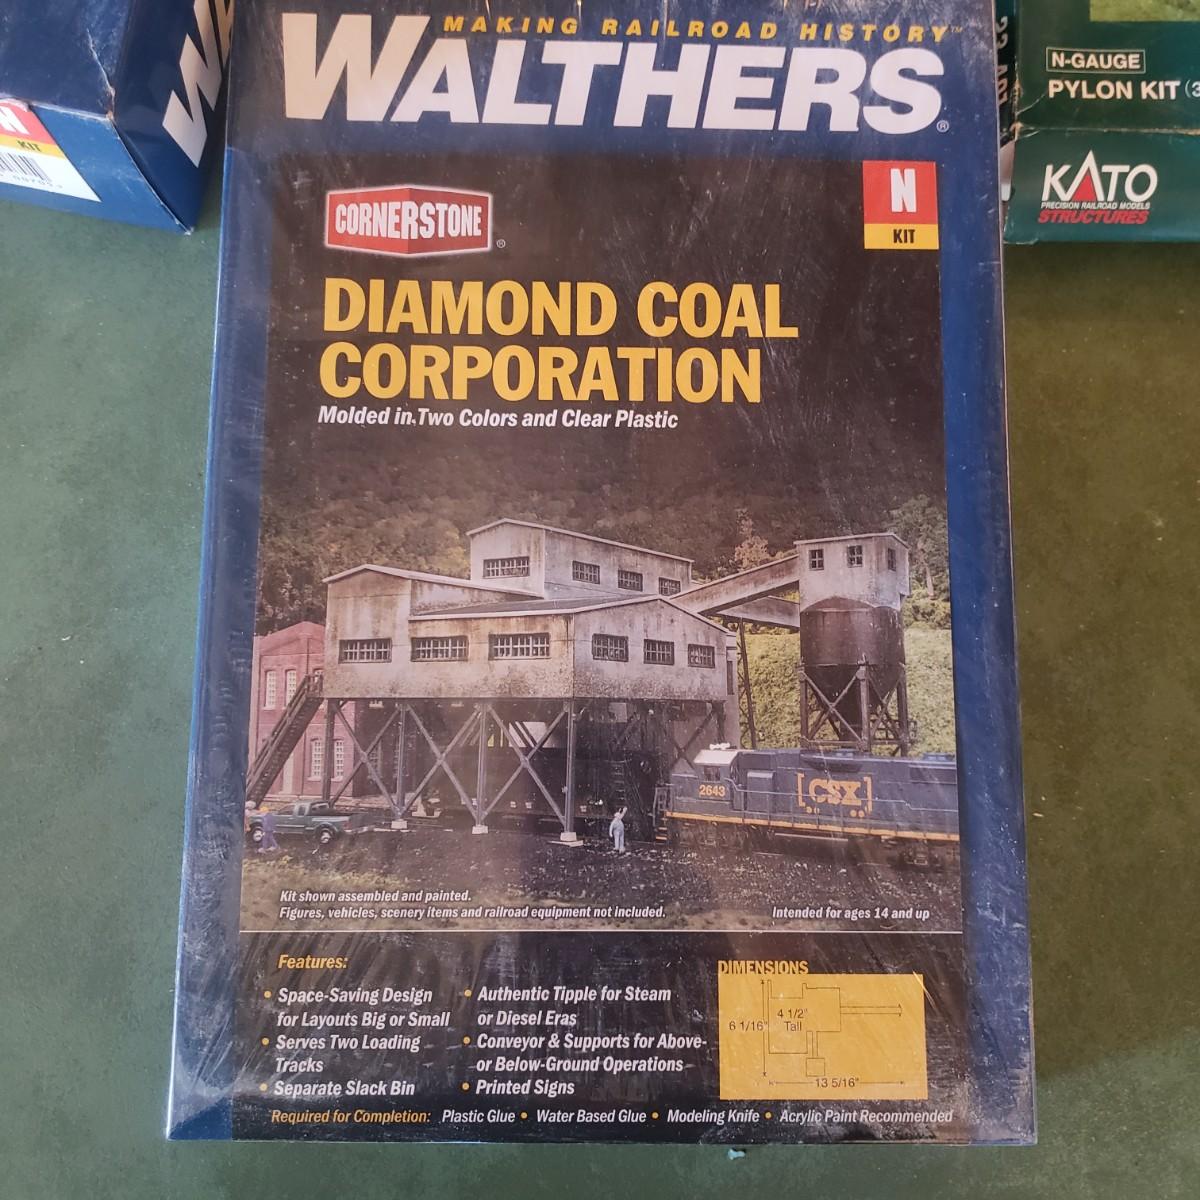 MAKING RAILROAD HISTORY™
WALTHERS®
N
KIT
N-GAUGE
PYLON KIT
KATO
PRECISION RAILROAD MODELS
STRUCTURES
CORNERSTONE®
N
KIT
DIAMOND COAL
CORPORATION
Molded in Two Colors and Clear Plastic
2643
CSX
Kit shown assembled and painted.
Figures, vehicles, scenery items and railroad equipment not included.
Intended for ages 14 and up
Features:
• Space-Saving Design
for Layouts Big or Small
• Serves Two Loading
Tracks
• Separate Slack Bin
• Authentic Tipple for Steam
or Diesel Eras
• Conveyor & Supports for Above-
or Below-Ground Operations
• Printed Signs
DIMENSIONS
6 1/16"
4 1/2"
Tall
13 5/16"
Required for Completion: Plastic Glue • Water Based Glue • Modeling Knife • Acrylic Paint Recommended